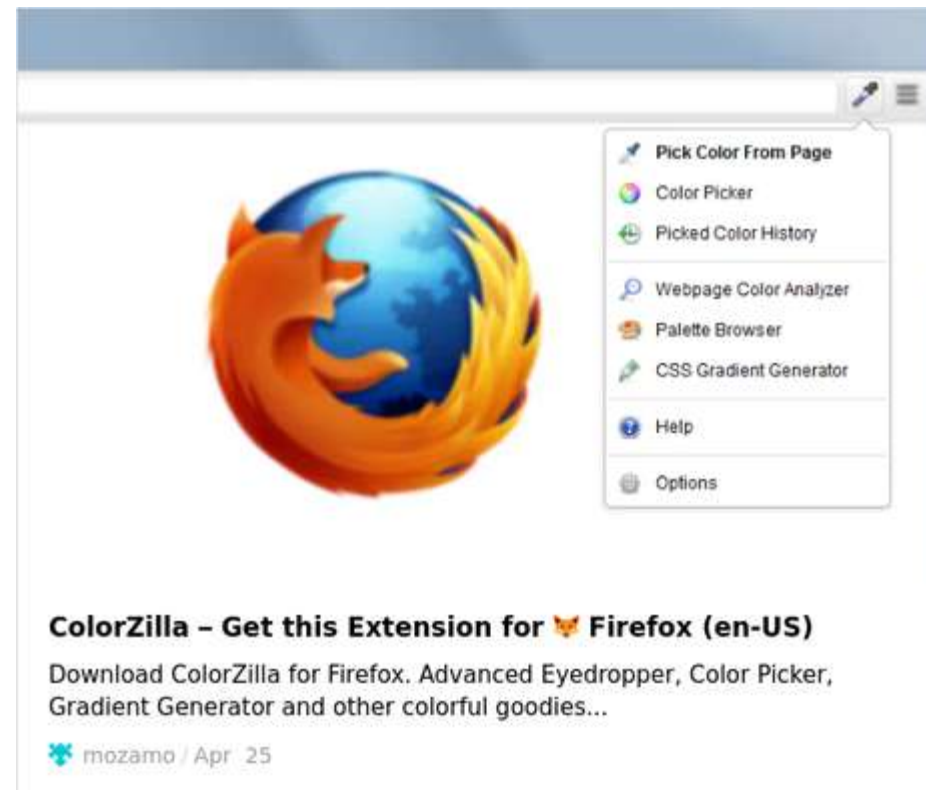 Pick Color From Page
Color Picker
Picked Color History
Webpage Color Analyzer
Palette Browser
CSS Gradient Generator
Help
Options
ColorZilla – Get this Extension for 🦊 Firefox (en-US)
Download ColorZilla for Firefox. Advanced Eyedropper, Color Picker,
Gradient Generator and other colorful goodies...
mozamo / Apr 25